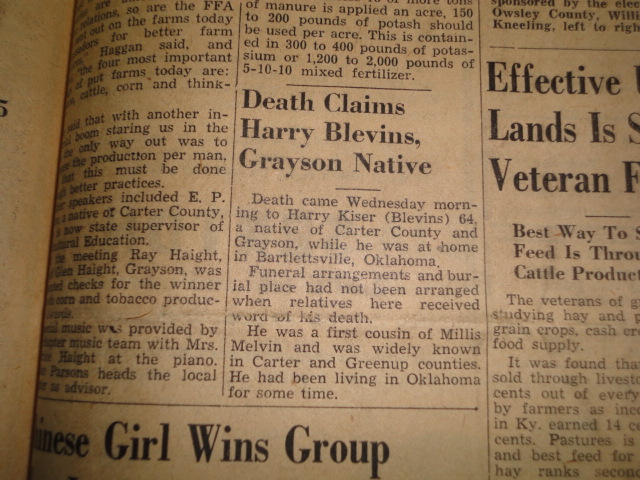 are
relations, so are the FFA
out on the farms today
for better farm
Haggan said, and
the four most important
of put farms today are:
cattle, corn and think-
said that with another in-
boom staring us in the
only way out was to
the production per man,
that this must be done
better practices.
speakers included E. P.
a native of Carter County,
now state supervisor of
Education.
the meeting Ray Haight,
Glen Haight, Grayson, was
checks for the winner
corn and tobacco produc-
music was provided by
music team with Mrs.
Haight at the piano.
Parsons heads the local
as advisor.
of manure is applied an acre, 150
to 200 pounds of potash should
be used per acre. This is contain-
ed in 300 to 400 pounds of potas-
sium or 1,200 to 2,000 pounds of
5-10-10 mixed fertilizer.
Death Claims
Harry Blevins,
Grayson Native
Death came Wednesday morn-
ing to Harry Kiser (Blevins) 64,
a native of Carter County and
Grayson, while he was at home
in Bartlettsville, Oklahoma.
Funeral arrangements and bur-
ial place had not been arranged
when relatives here received
word of his death.
He was a first cousin of Millis
Melvin and was widely known
in Carter and Greenup counties.
He had been living in Oklahoma
for some time.
Girl Wins Group
sponsored by the
Owsley County,
Kneeling, left to
Effective
Lands Is
Veteran
Best Way To
Feed Is
Cattle
The veterans of
studying hay and
grain crops, cash
food supply.
It was found
sold through
cents out of
by farmers as
in Ky. earned 14
cents. Pastures is
and best feed for
hay ranks
5